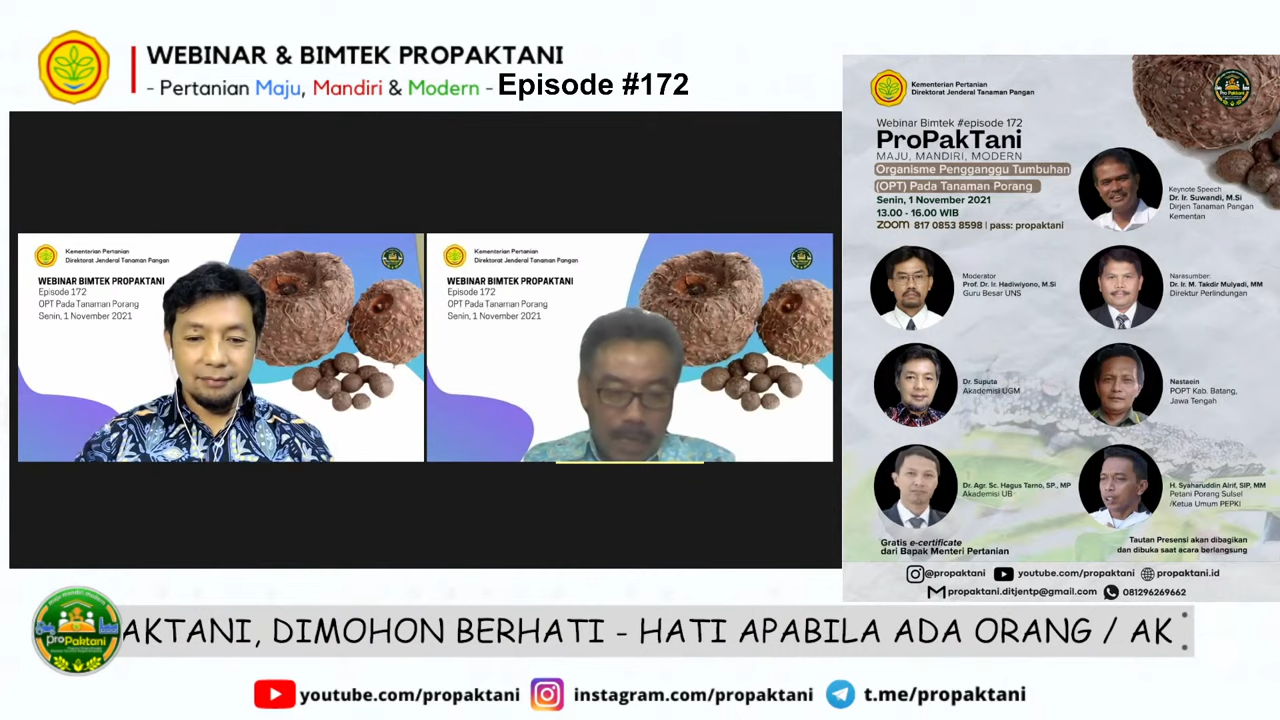 WEBINAR & BIMTEK PROPAKTANI
- Pertanian Maju, Mandiri & Modern - Episode #172
Kementerian Pertanian
Direktorat Jenderal Tanaman Pangan
WEBINAR BIMTEK PROPAKTANI
Episode 172
OPT Pada Tanaman Porang
Senin, 1 November 2021
Kementerian Pertanian
Direktorat Jenderal Tanaman Pangan
WEBINAR BIMTEK PROPAKTANI
Episode 172
OPT Pada Tanaman Porang
Senin, 1 November 2021
Kementerian Pertanian
Direktorat Jenderal Tanaman Pangan
Pro Paktani
Webinar Bimtek #episode 172
ProPakTani
MAJU, MANDIRI, MODERN
Organisme Pengganggu Tumbuhan
(OPT) Pada Tanaman Porang
Senin, 1 November 2021
13.00 - 16.00 WIB
zoom 817 0853 8598 | pass: propaktani
Keynote Speech
Dr. Ir. Suwandi, M.Si
Dirjen Tanaman Pangan
Kementan
Moderator
Prof. Dr. Ir. Hadiwiyono, M.Si
Guru Besar UNS
Narasumber:
Dr. Ir. M. Takdir Mulyadi, MM
Direktur Perlindungan
Dr. Suputa
Akademisi UGM
Nastaein
POPT Kab. Batang,
Jawa Tengah
Dr. Agr. Sc. Hagus Tarno, SP., MP
Akademisi UB
H. Syaharuddin Alrif, SIP, MM
Petani Porang Sulsel
/Ketua Umum PEPKI
Gratis e-certificate
dari Bapak Menteri Pertanian
Tautan Presensi akan dibagikan
dan dibuka saat acara berlangsung
@propaktani youtube.com/propaktani propaktani.id
propaktani.ditjentp@gmail.com 081296269662
maju mandiri modern
ProPaktani
AKTANI, DIMOHON BERHATI - HATI APABILA ADA ORANG / AK
youtube.com/propaktani instagram.com/propaktani t.me/propaktani